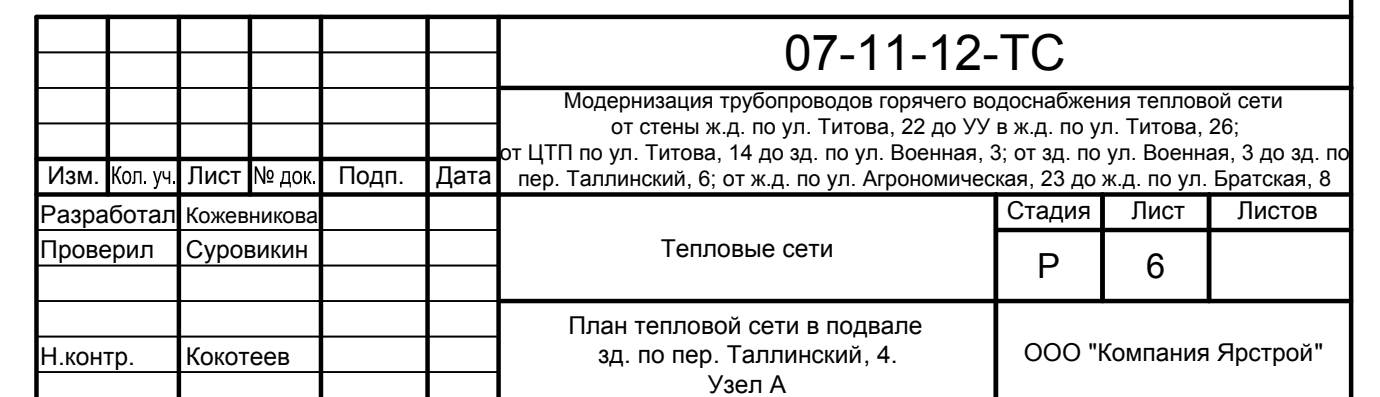 07-11-12-ТС
Модернизация трубопроводов горячего водоснабжения тепловой сети
от стены ж.д. по ул. Титова, 22 до УУ в ж.д. по ул. Титова, 26;
от ЦТП по ул. Титова, 14 до зд. по ул. Военная, 3; от зд. по ул. Военная, 3 до зд. по
пер. Таллинский, 6; от ж.д. по ул. Агрономическая, 23 до ж.д. по ул. Братская, 8
Изм. Кол. уч. Лист № док. Подп. Дата
Разработал Кожевникова
Проверил Суровикин
Н.контр. Кокотеев
Тепловые сети
Стадия Лист Листов
Р 6
План тепловой сети в подвале
зд. по пер. Таллинский, 4.
Узел А
ООО "Компания Ярстрой"